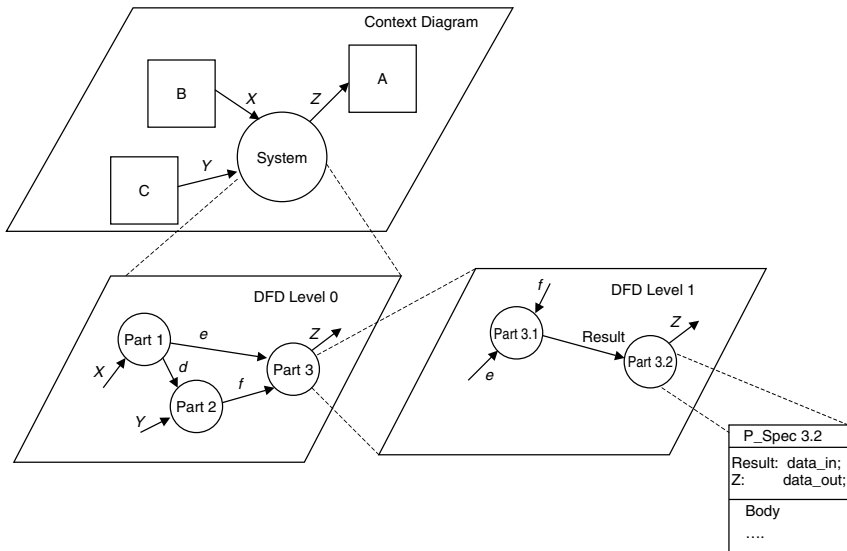 Context Diagram
B
X
Z
A
System
Y
C
DFD Level 0
Part 1
e
Z
Part 3
d
X
f
Part 2
Y
DFD Level 1
f
Part 3.1
Result
Z
Part 3.2
e
P_Spec 3.2
Result: data_in;
Z: data_out;
Body
....